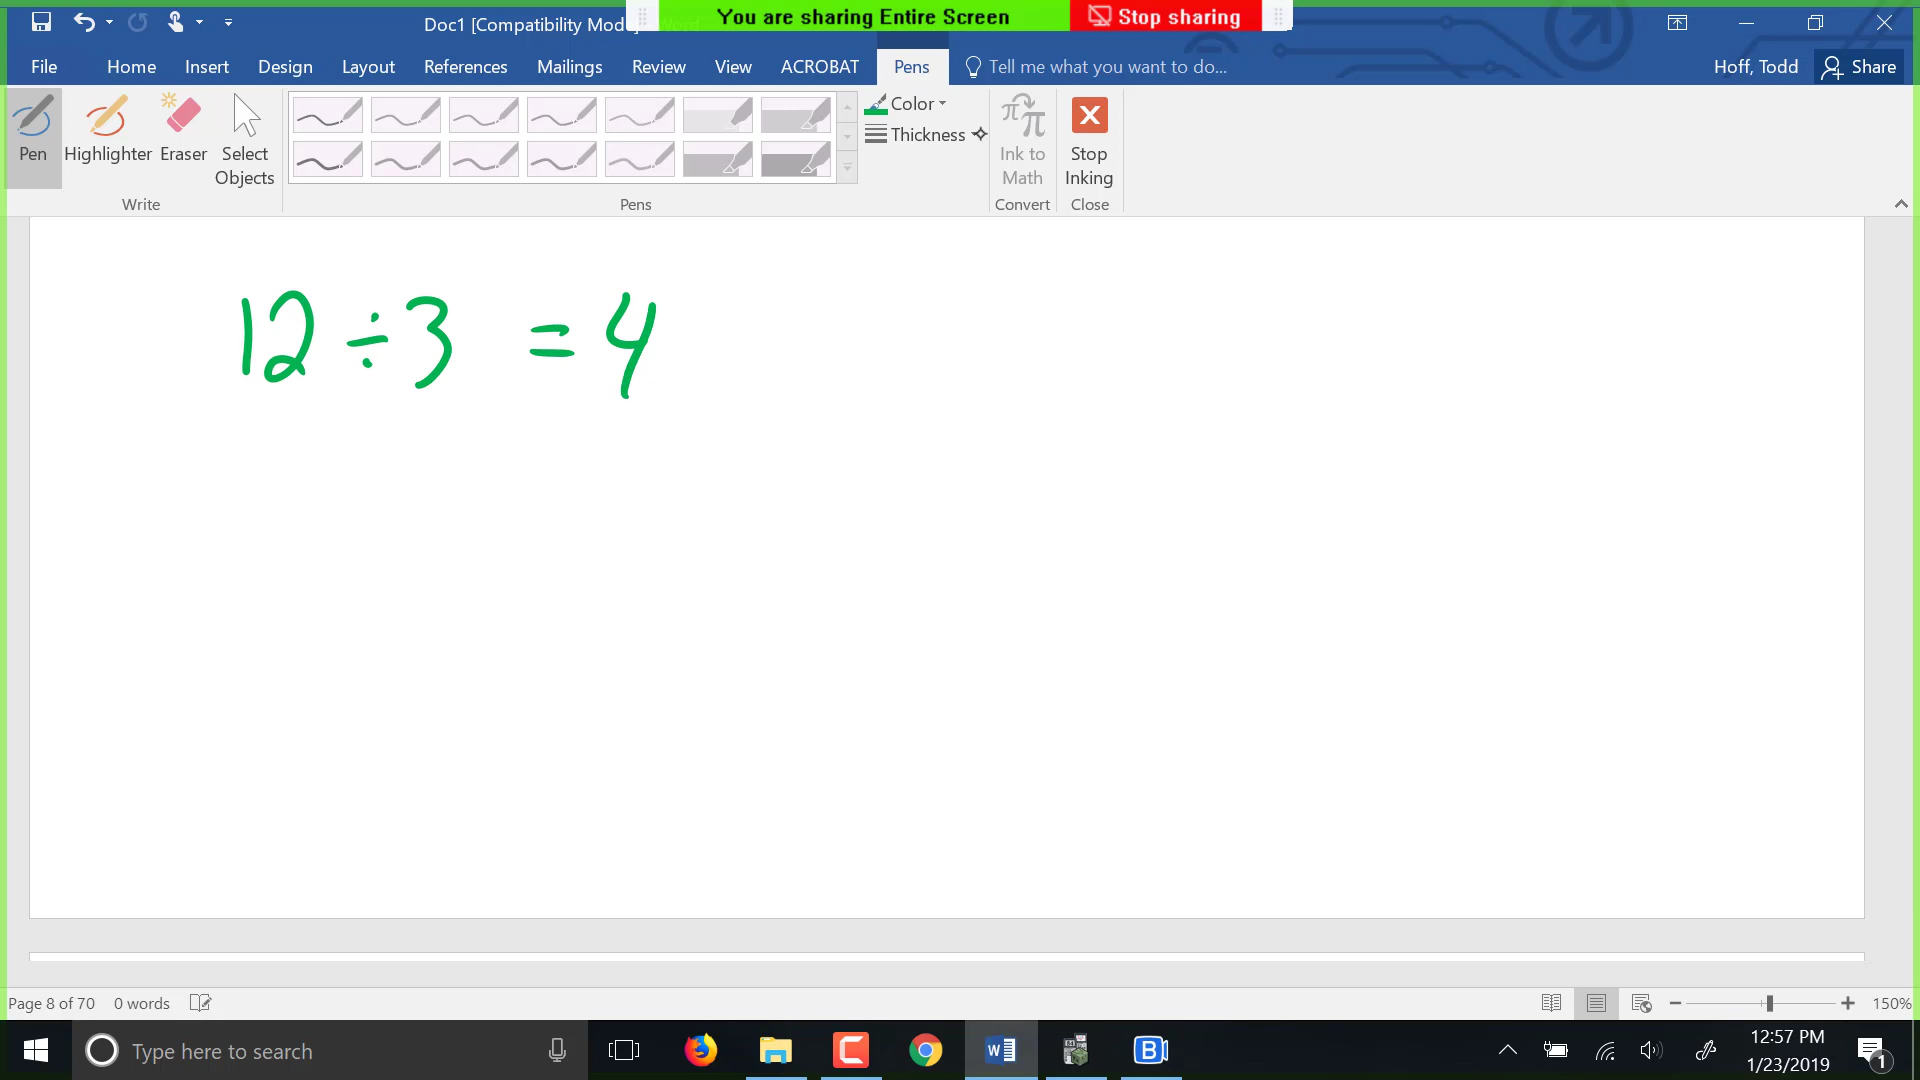 Doc1 [Compatibility Mod
You are sharing Entire Screen
Stop sharing
File Home Insert Design Layout References Mailings Review View ACROBAT Pens Tell me what you want to do... Hoff, Todd Share
Pen Highlighter Eraser Select Objects
Color
Thickness
Ink to Math
Stop Inking
Write Pens Convert Close
12 ÷ 3 = 4
Page 8 of 70 0 words 150%
Type here to search
12:57 PM
1/23/2019
1